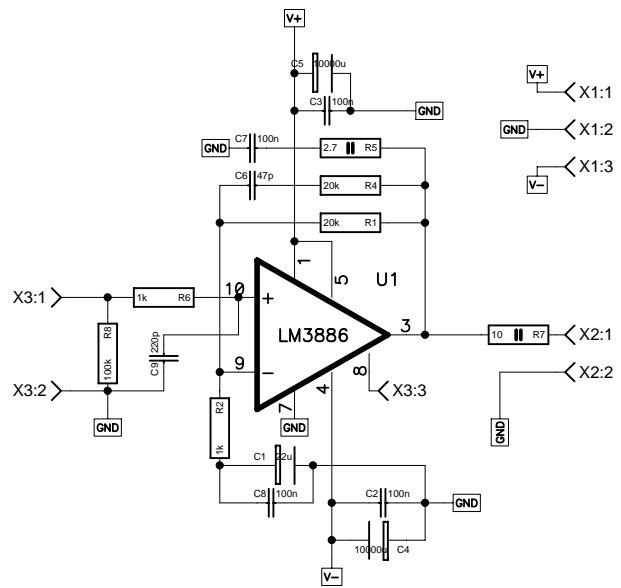 V+
C5 10000u
C3 100n
GND
V+ X1:1
GND X1:2
V- X1:3
C7 100n
GND
2.7 R5
C6 47p
20k R4
20k R1
1
5
U1
X3:1
1k R6
10 +
LM3886
3
10 R7
X2:1
R8
100k
C9 220p
9 -
8
X2:2
X3:2
X3:3
4
7
GND
GND
GND
R2
1k
C1 22u
C8 100n
C2 100n
GND
10000u C4
V-